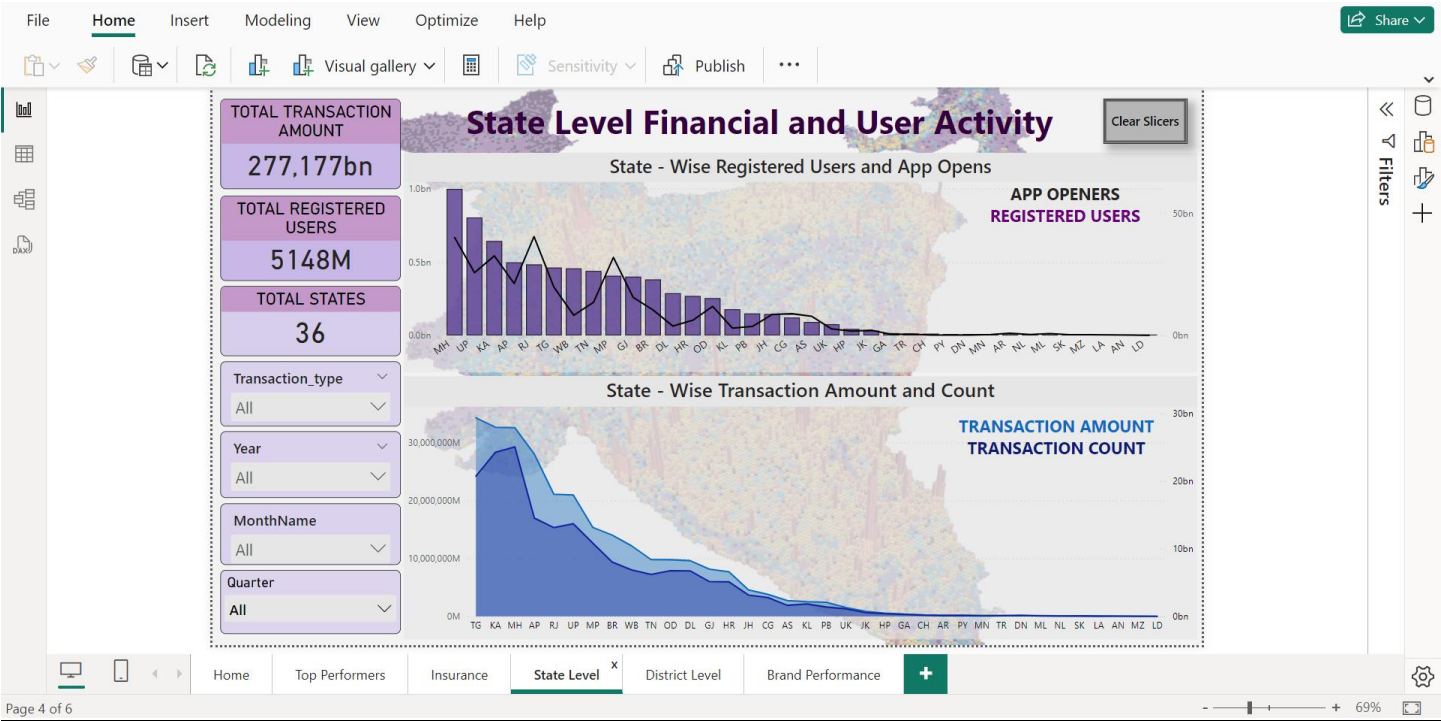 File Home Insert Modeling View Optimize Help
Share
Visual gallery
Sensitivity
Publish
TOTAL TRANSACTION
AMOUNT
277,177bn
TOTAL REGISTERED
USERS
5148M
TOTAL STATES
36
Transaction_type
All
Year
All
MonthName
All
Quarter
All
State Level Financial and User Activity
Clear Slicers
State - Wise Registered Users and App Opens
APP OPENERS
REGISTERED USERS
1.0bn
0.5bn
0.0bn
50bn
0bn
MH UP KA AP RJ TG WB TN MP GJ BR DL HR OD KL PB JH CG AS UK HP JK GA TR CH PY DN MN AR NL ML SK MZ LA AN LD
State - Wise Transaction Amount and Count
TRANSACTION AMOUNT
TRANSACTION COUNT
30,000,000M
20,000,000M
10,000,000M
0M
30bn
20bn
10bn
0bn
TG KA MH AP RJ UP MP BR WB TN OD DL GJ HR JH CG AS KL PB UK JK HP GA CH AR PY MN TR DN ML NL SK LA AN MZ LD
Filters
DAX
Home Top Performers Insurance State Level x District Level Brand Performance +
Page 4 of 6
- + 69%